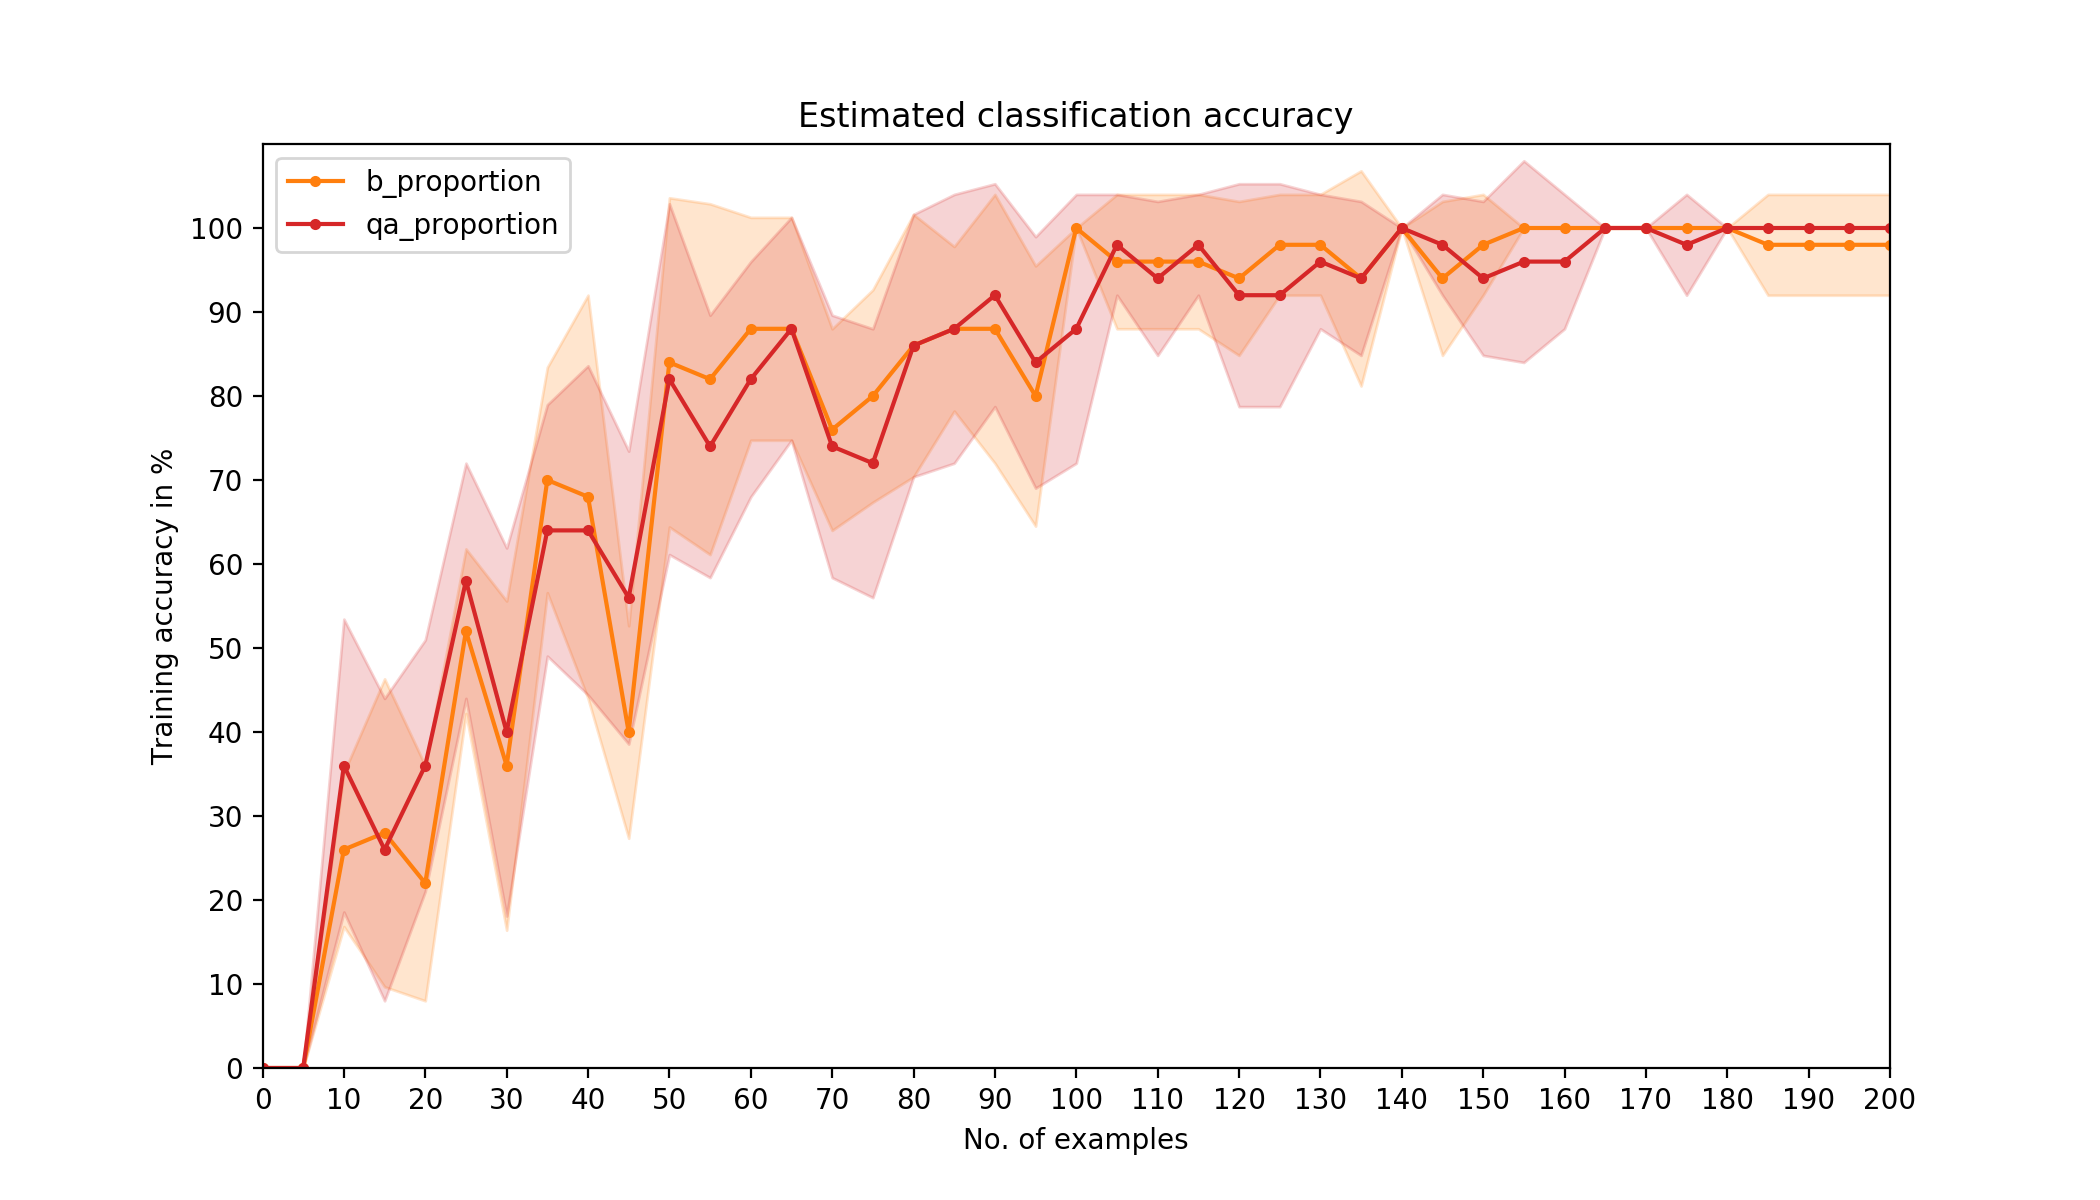 Estimated classification accuracy
b_proportion
qa_proportion
Training accuracy in %
100
90
80
70
60
50
40
30
20
10
0
0 10 20 30 40 50 60 70 80 90 100 110 120 130 140 150 160 170 180 190 200
No. of examples